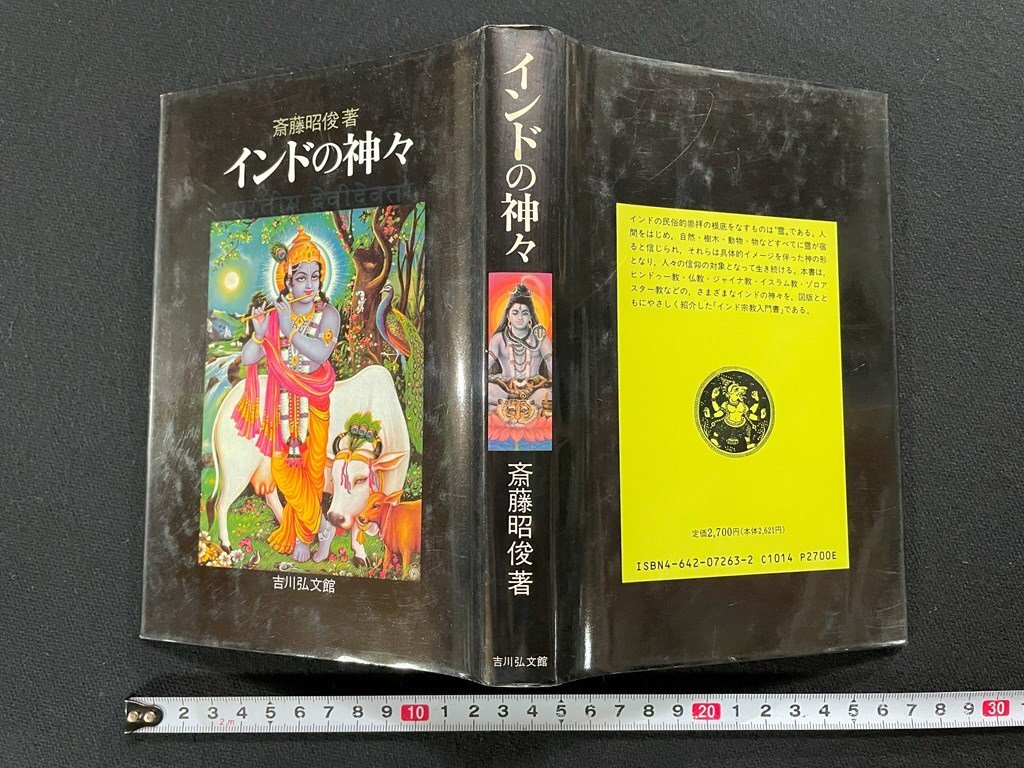 斎藤昭俊著
インドの神々
भारतीय देवीदेवता
吉川弘文館
インドの神々
斎藤昭俊著
吉川弘文館
インドの民俗的崇拝の根底をなすものは“霊”である。人
間をはじめ，自然・樹木・動物・物などすべてに霊が宿
ると信じられ，それらは具体的イメージを伴った神の形
となり，人々の信仰の対象となって生き続ける。本書は，
ヒンドゥー教・仏教・ジャイナ教・イスラム教・ゾロア
スター教などの，さまざまなインドの神々を，図版とと
もにやさしく紹介した「インド宗教入門書」である。
定価2,700円(本体2,621円)
ISBN4-642-07263-2 C1014 P2700E
2 3 4 5 6 7 8 9 10 1 2 3 4 5 6 7 8 9 20 1 2 3 4 5 6 7 8 9 30
2m